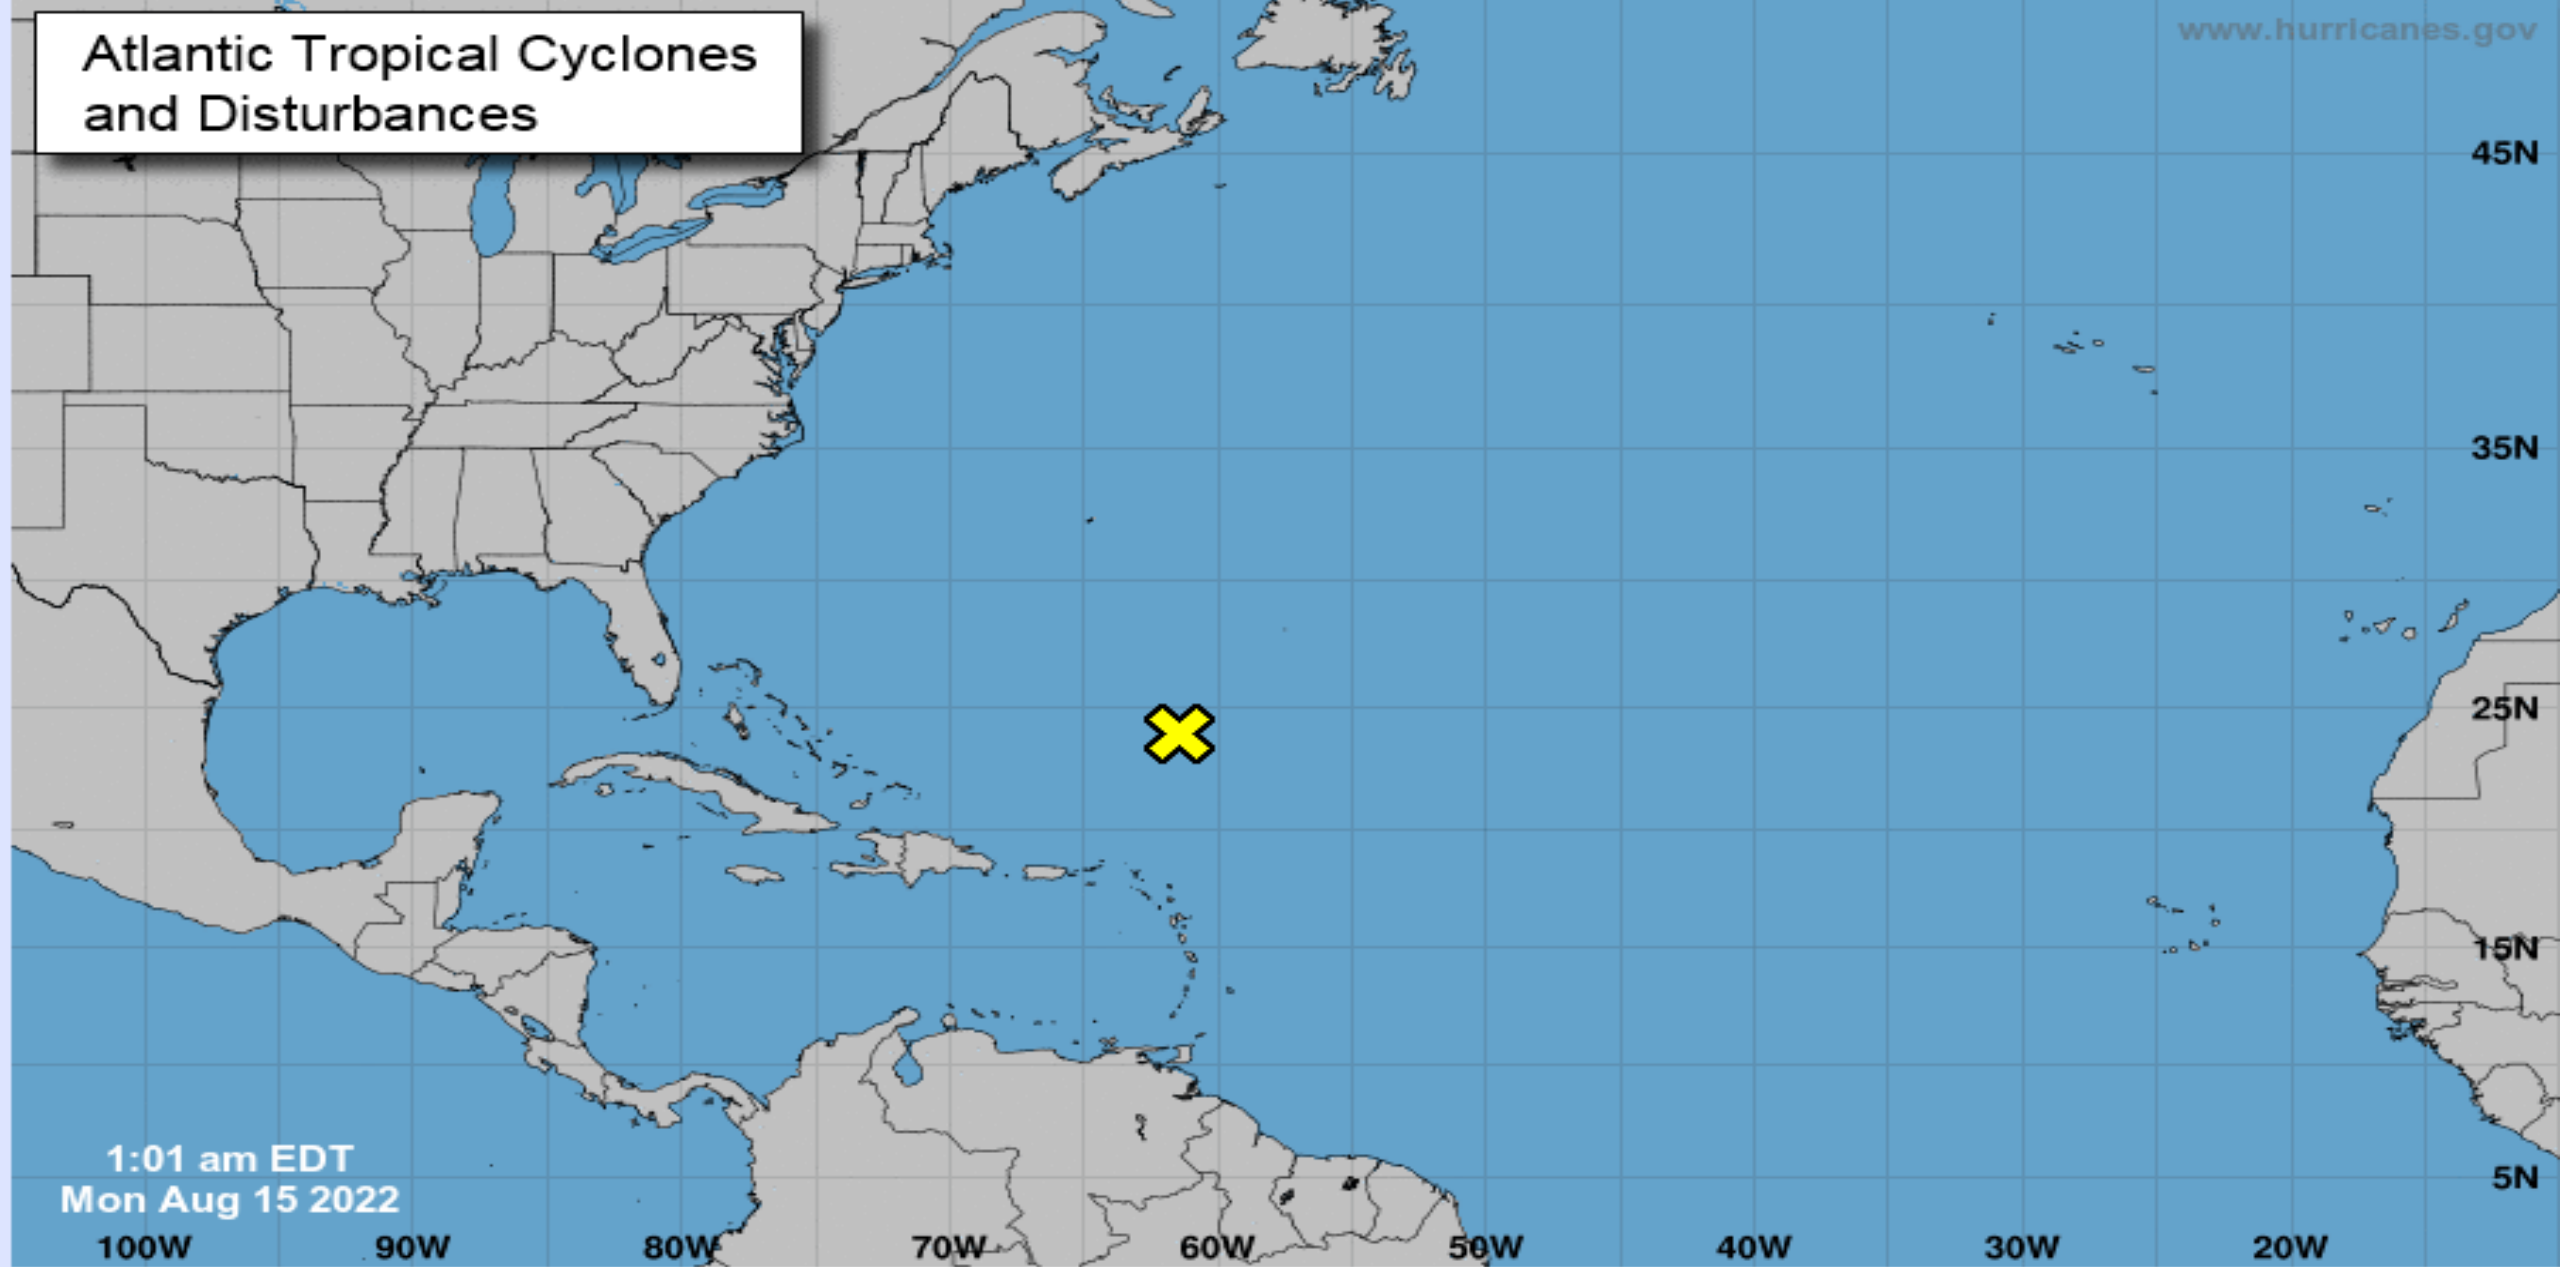 Atlantic Tropical Cyclones
and Disturbances
www.hurricanes.gov
45N
35N
25N
15N
5N
1:01 am EDT
Mon Aug 15 2022
100W 90W 80W 70W 60W 50W 40W 30W 20W